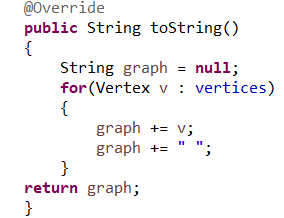 @Override
public String toString()
{
    String graph = null;
    for(Vertex v : vertices)
    {
        graph += v;
        graph += " ";
    }
return graph;
}